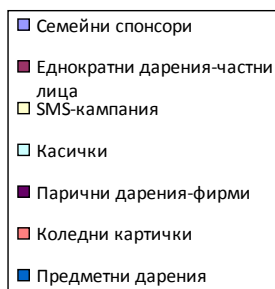 Семейни спонсори
Еднократни дарения-частни
лица
SMS-кампания
Касички
Парични дарения-фирми
Коледни картички
Предметни дарения